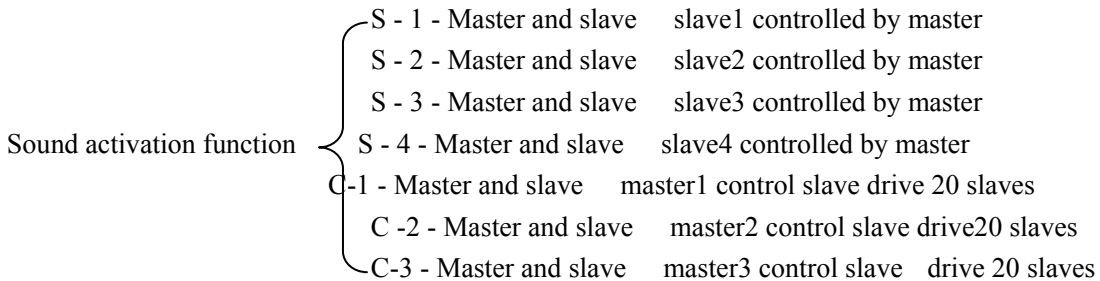 S - 1 - Master and slave slave1 controlled by master
S - 2 - Master and slave slave2 controlled by master
S - 3 - Master and slave slave3 controlled by master
Sound activation function S - 4 - Master and slave slave4 controlled by master
C-1 - Master and slave master1 control slave drive 20 slaves
C -2 - Master and slave master2 control slave drive20 slaves
C-3 - Master and slave master3 control slave drive 20 slaves